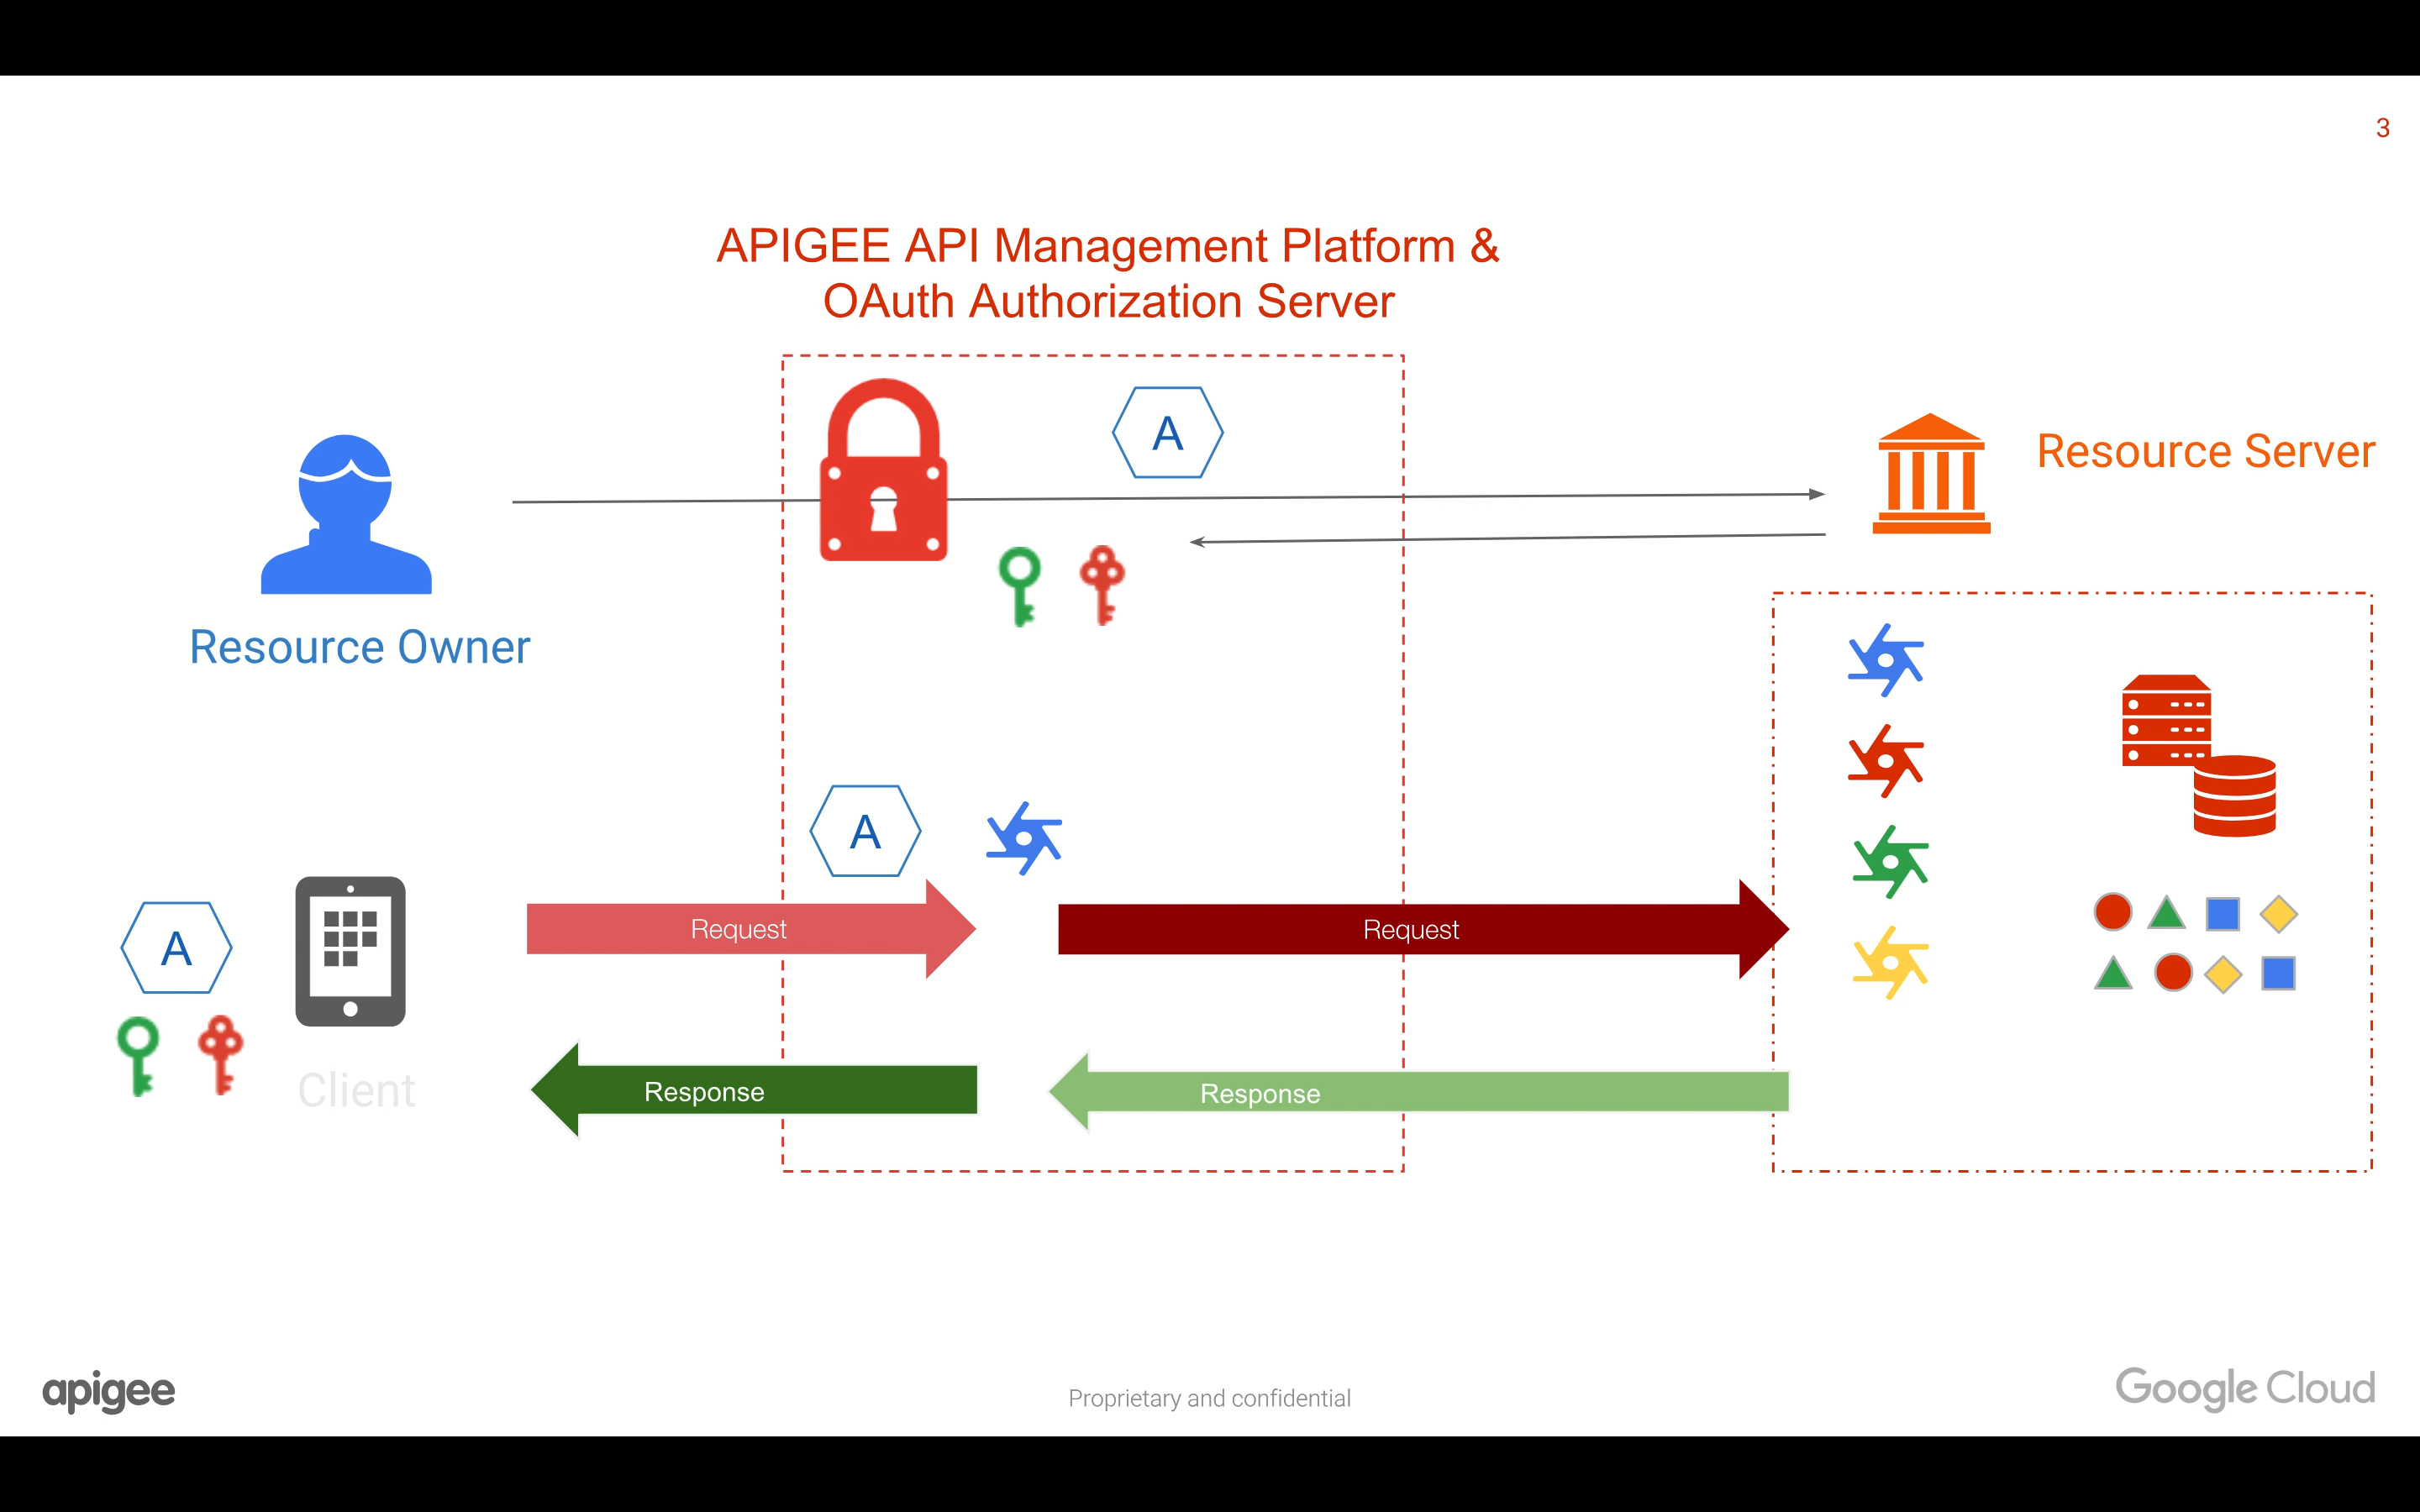 3
APIGEE API Management Platform &
OAuth Authorization Server
A
Resource Server
Resource Owner
A
A
Request
Request
Client
Response
Response
apigee
Proprietary and confidential
Google Cloud